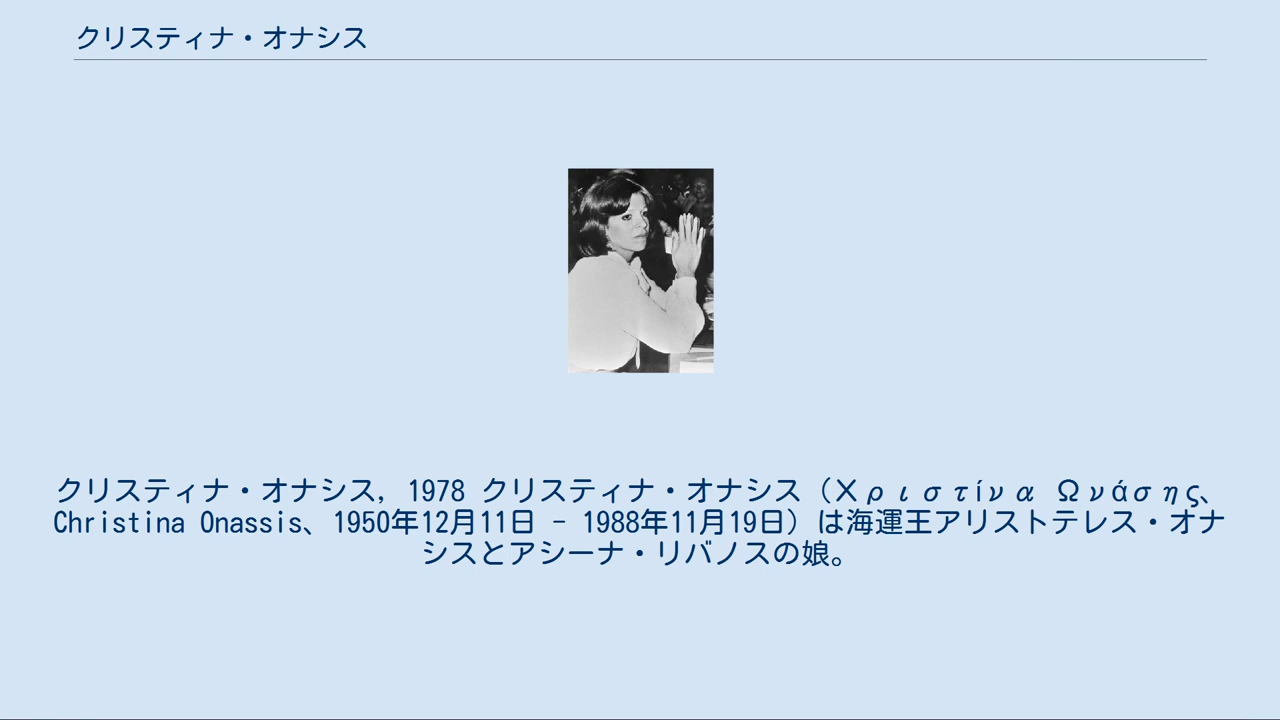 クリスティナ・オナシス
クリスティナ・オナシス, 1978 クリスティナ・オナシス（Χριστίνα Ωνάσης、
Christina Onassis、1950年12月11日 - 1988年11月19日）は海運王アリストテレス・オナ
シスとアシーナ・リバノスの娘。